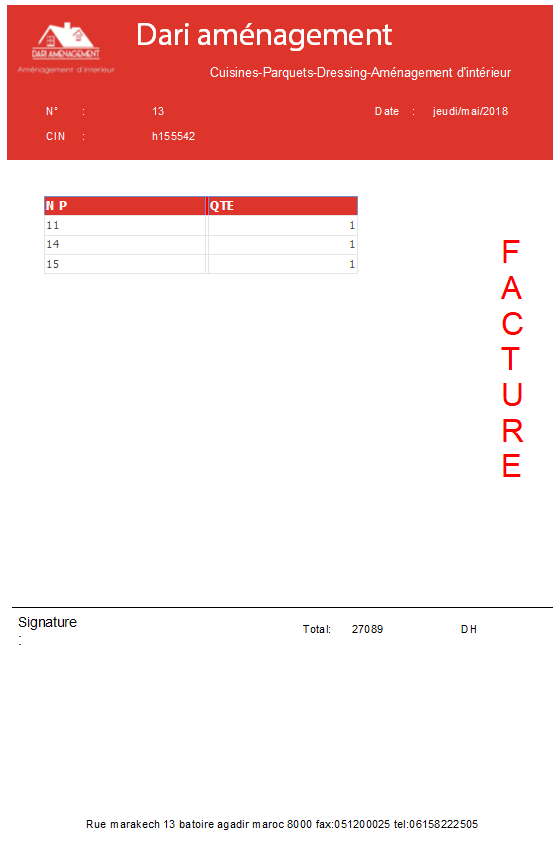 Dari aménagement
DARI AMENAGEMENT
Aménagement d'interieur
Cuisines-Parquets-Dressing-Aménagement d'intérieur
N° : 13 Date : jeudi/mai/2018
CIN : h155542
N P QTE
11 1
14 1
15 1
F
A
C
T
U
R
E
Signature
:
Total: 27089 DH
Rue marakech 13 batoire agadir maroc 8000 fax:051200025 tel:06158222505